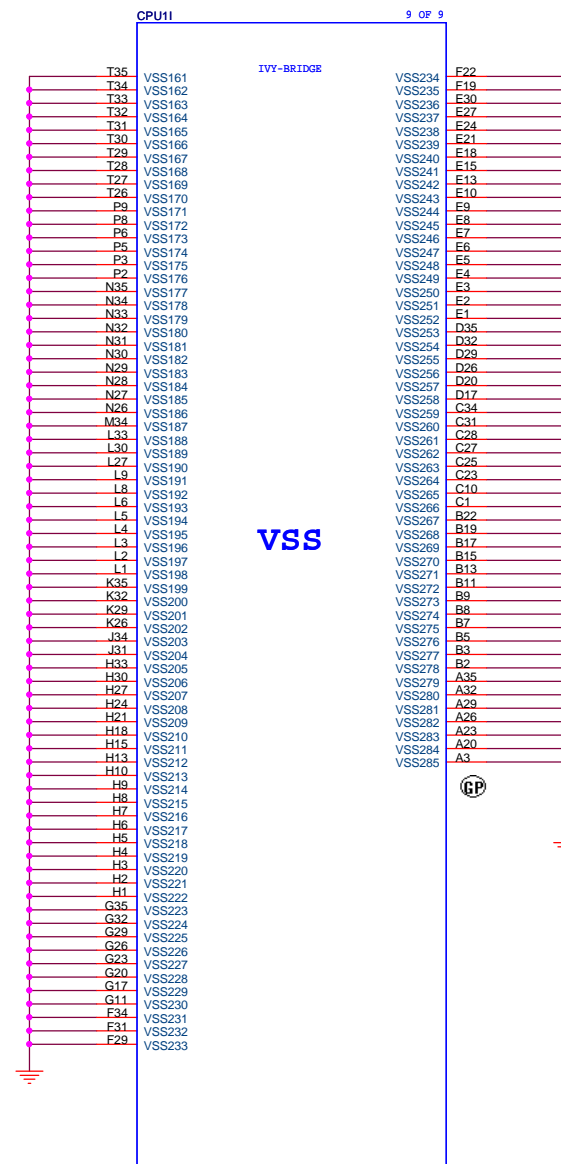 CPU1I
9 OF 9
IVY-BRIDGE
T35 VSS161
T34 VSS162
T33 VSS163
T32 VSS164
T31 VSS165
T30 VSS166
T29 VSS167
T28 VSS168
T27 VSS169
T26 VSS170
P9 VSS171
P8 VSS172
P6 VSS173
P5 VSS174
P3 VSS175
P2 VSS176
N35 VSS177
N34 VSS178
N33 VSS179
N32 VSS180
N31 VSS181
N30 VSS182
N29 VSS183
N28 VSS184
N27 VSS185
N26 VSS186
M34 VSS187
L33 VSS188
L30 VSS189
L27 VSS190
L9 VSS191
L8 VSS192
L6 VSS193
L5 VSS194
L4 VSS195
L3 VSS196
L2 VSS197
L1 VSS198
K35 VSS199
K32 VSS200
K29 VSS201
K26 VSS202
J34 VSS203
J31 VSS204
H33 VSS205
H30 VSS206
H27 VSS207
H24 VSS208
H21 VSS209
H18 VSS210
H15 VSS211
H13 VSS212
H10 VSS213
H9 VSS214
H8 VSS215
H7 VSS216
H6 VSS217
H5 VSS218
H4 VSS219
H3 VSS220
H2 VSS221
H1 VSS222
G35 VSS223
G32 VSS224
G29 VSS225
G26 VSS226
G23 VSS227
G20 VSS228
G17 VSS229
G11 VSS230
F34 VSS231
F31 VSS232
F29 VSS233
VSS
VSS234 F22
VSS235 F19
VSS236 E30
VSS237 E27
VSS238 E24
VSS239 E21
VSS240 E18
VSS241 E15
VSS242 E13
VSS243 E10
VSS244 E9
VSS245 E8
VSS246 E7
VSS247 E6
VSS248 E5
VSS249 E4
VSS250 E3
VSS251 E2
VSS252 E1
VSS253 D35
VSS254 D32
VSS255 D29
VSS256 D26
VSS257 D20
VSS258 D17
VSS259 C34
VSS260 C31
VSS261 C28
VSS262 C27
VSS263 C25
VSS264 C23
VSS265 C10
VSS266 C1
VSS267 B22
VSS268 B19
VSS269 B17
VSS270 B15
VSS271 B13
VSS272 B11
VSS273 B9
VSS274 B8
VSS275 B7
VSS276 B5
VSS277 B3
VSS278 B2
VSS279 A35
VSS280 A32
VSS281 A29
VSS282 A26
VSS283 A23
VSS284 A20
VSS285 A3
GP